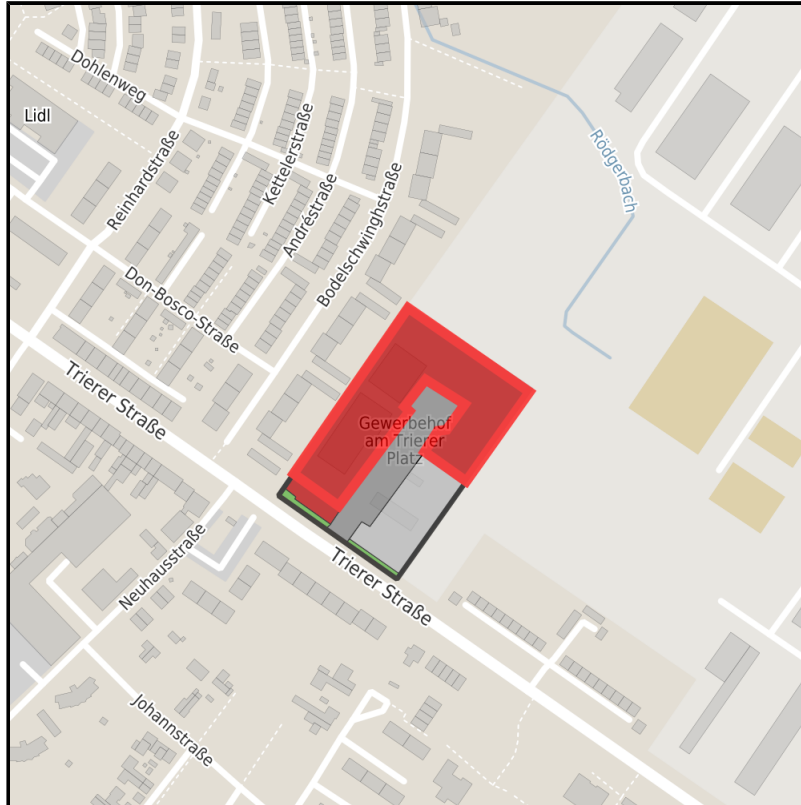 Dohlenweg
Lidl
Reinhardstraße
Kettelerstraße
Andréstraße
Bodelschwinghstraße
Rödgerbach
Don-Bosco-Straße
Trierer Straße
Gewerbehof
am Trierer
Platz
Neuhausstraße
Trierer Straße
Johannstraße